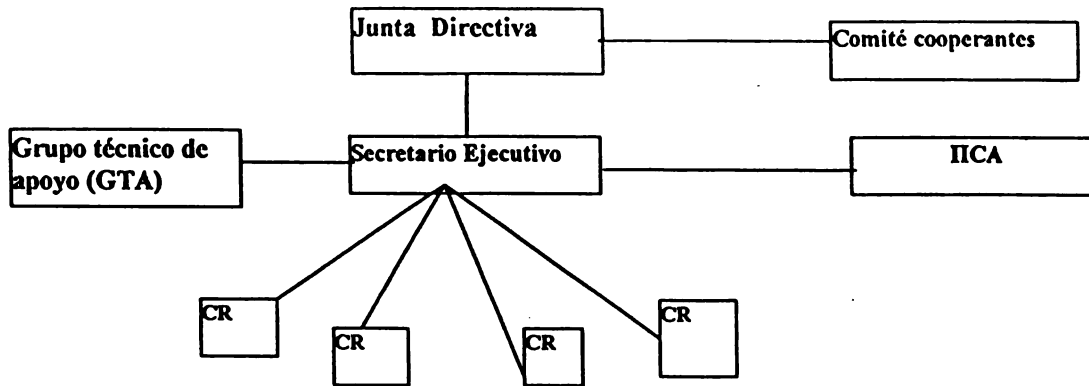 Junta Directiva
Comité cooperantes
Grupo técnico de
apoyo (GTA)
Secretario Ejecutivo
IICA
CR
CR
CR
CR